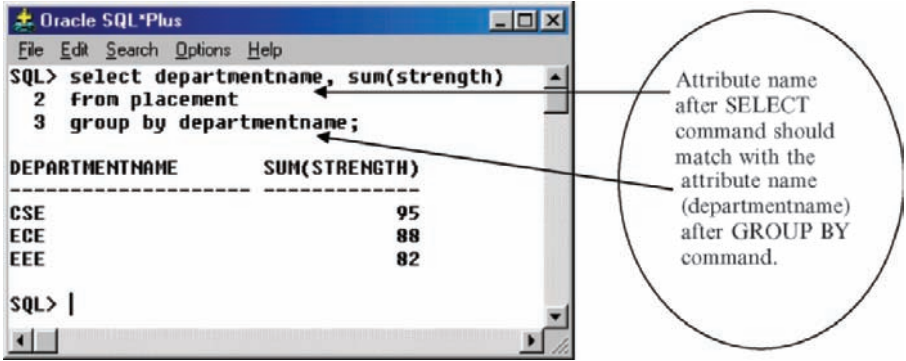 Oracle SQL*Plus
File Edit Search Options Help
SQL> select departmentname, sum(strength)
2 from placement
3 group by departmentname;
DEPARTMENTNAME SUM(STRENGTH)
-------------------- -------------
CSE 95
ECE 88
EEE 82
SQL>
Attribute name
after SELECT
command should
match with the
attribute name
(departmentname)
after GROUP BY
command.